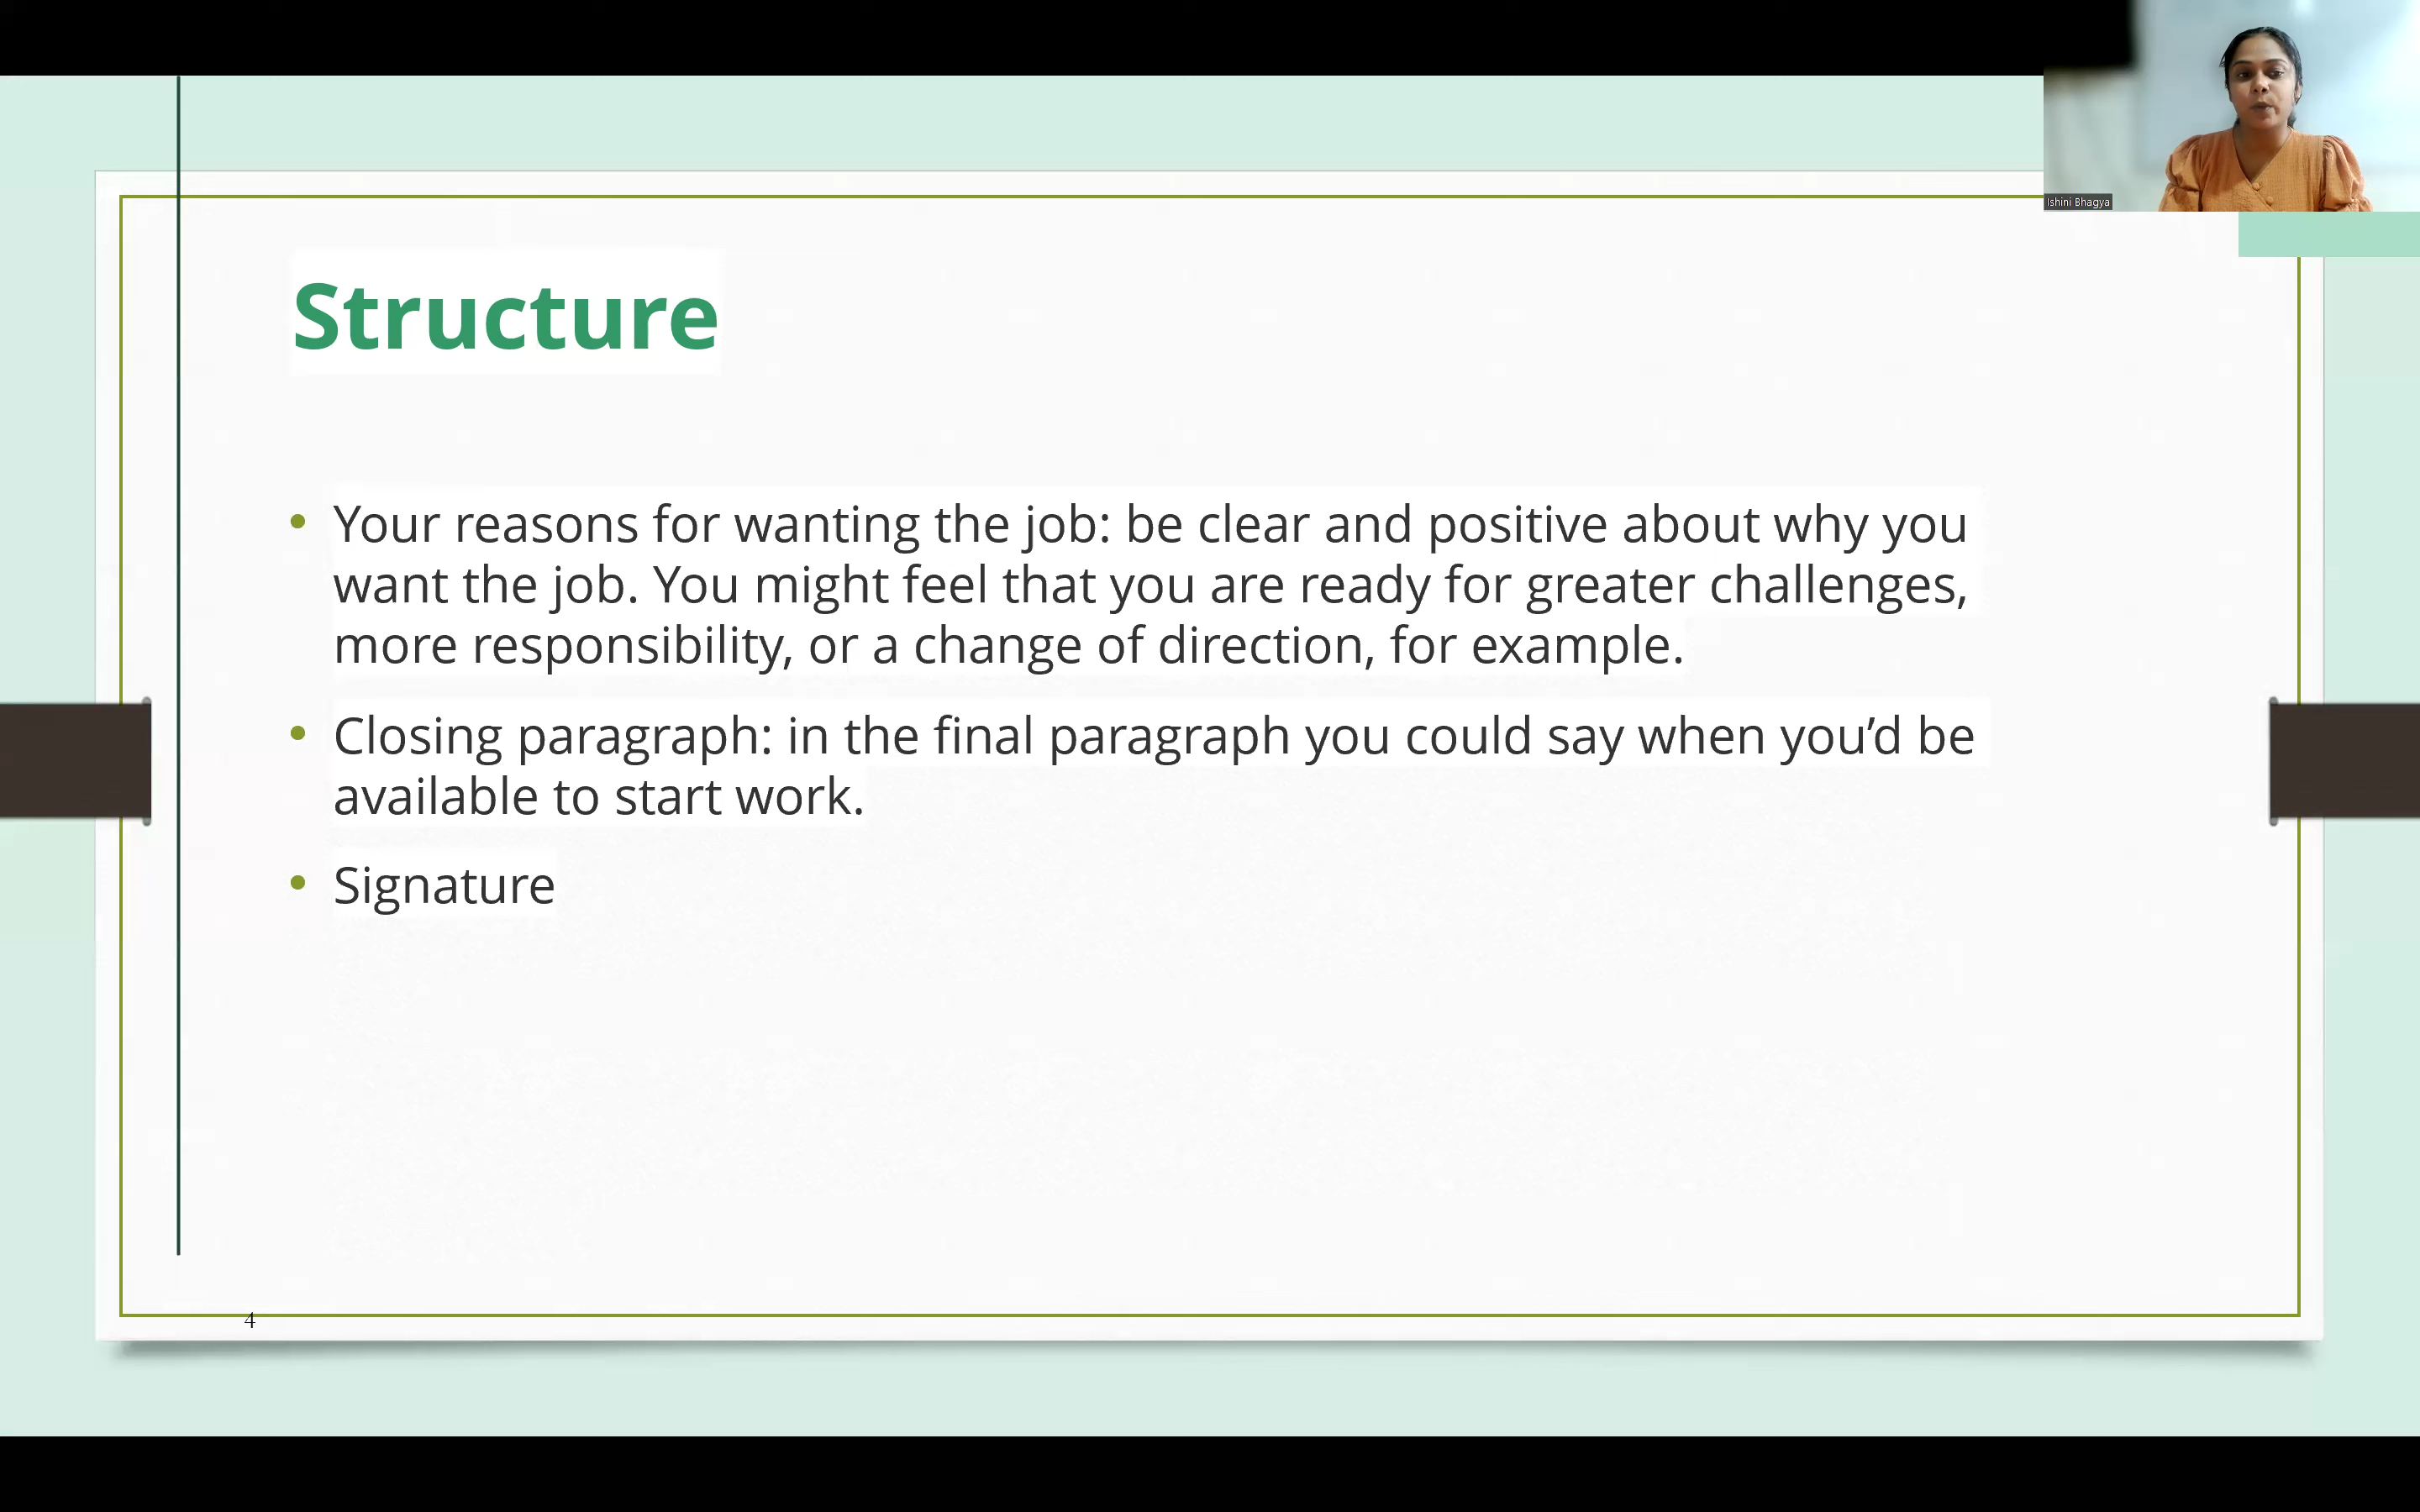 Ishini Bhagya
Structure
• Your reasons for wanting the job: be clear and positive about why you
want the job. You might feel that you are ready for greater challenges,
more responsibility, or a change of direction, for example.
• Closing paragraph: in the final paragraph you could say when you’d be
available to start work.
• Signature
4